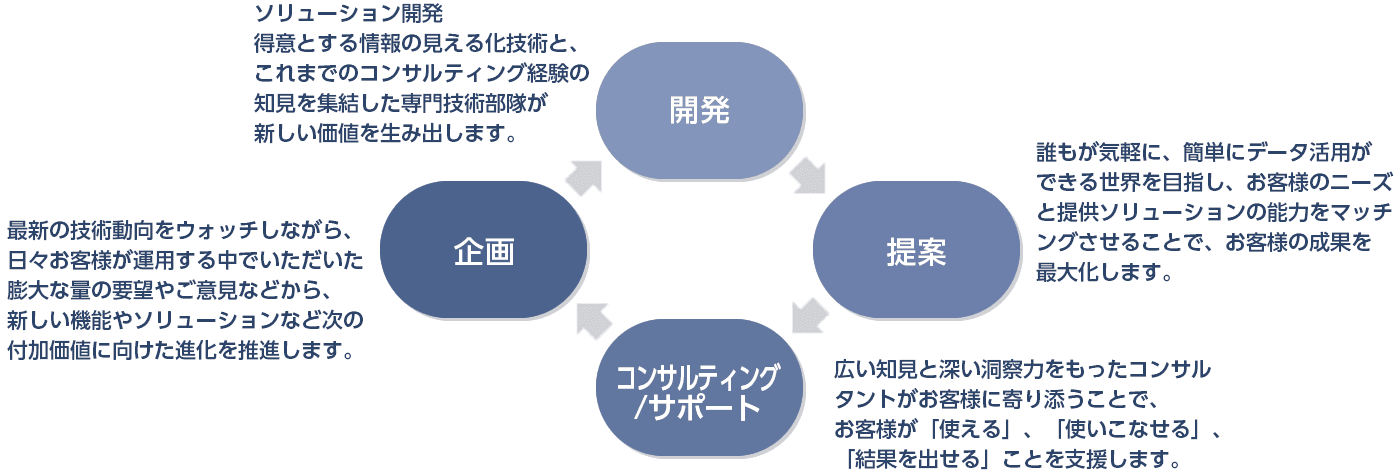 ソリューション開発
得意とする情報の見える化技術と、
これまでのコンサルティング経験の
知見を集結した専門技術部隊が
新しい価値を生み出します。
開発
誰もが気軽に、簡単にデータ活用が
できる世界を目指し、お客様のニーズ
と提供ソリューションの能力をマッチ
ングさせることで、お客様の成果を
最大化します。
提案
最新の技術動向をウォッチしながら、
日々お客様が運用する中でいただいた
膨大な量の要望やご意見などから、
新しい機能やソリューションなど次の
付加価値に向けた進化を推進します。
企画
コンサルティング
/サポート
広い知見と深い洞察力をもったコンサル
タントがお客様に寄り添うことで、
お客様が「使える」、「使いこなせる」、
「結果を出せる」ことを支援します。